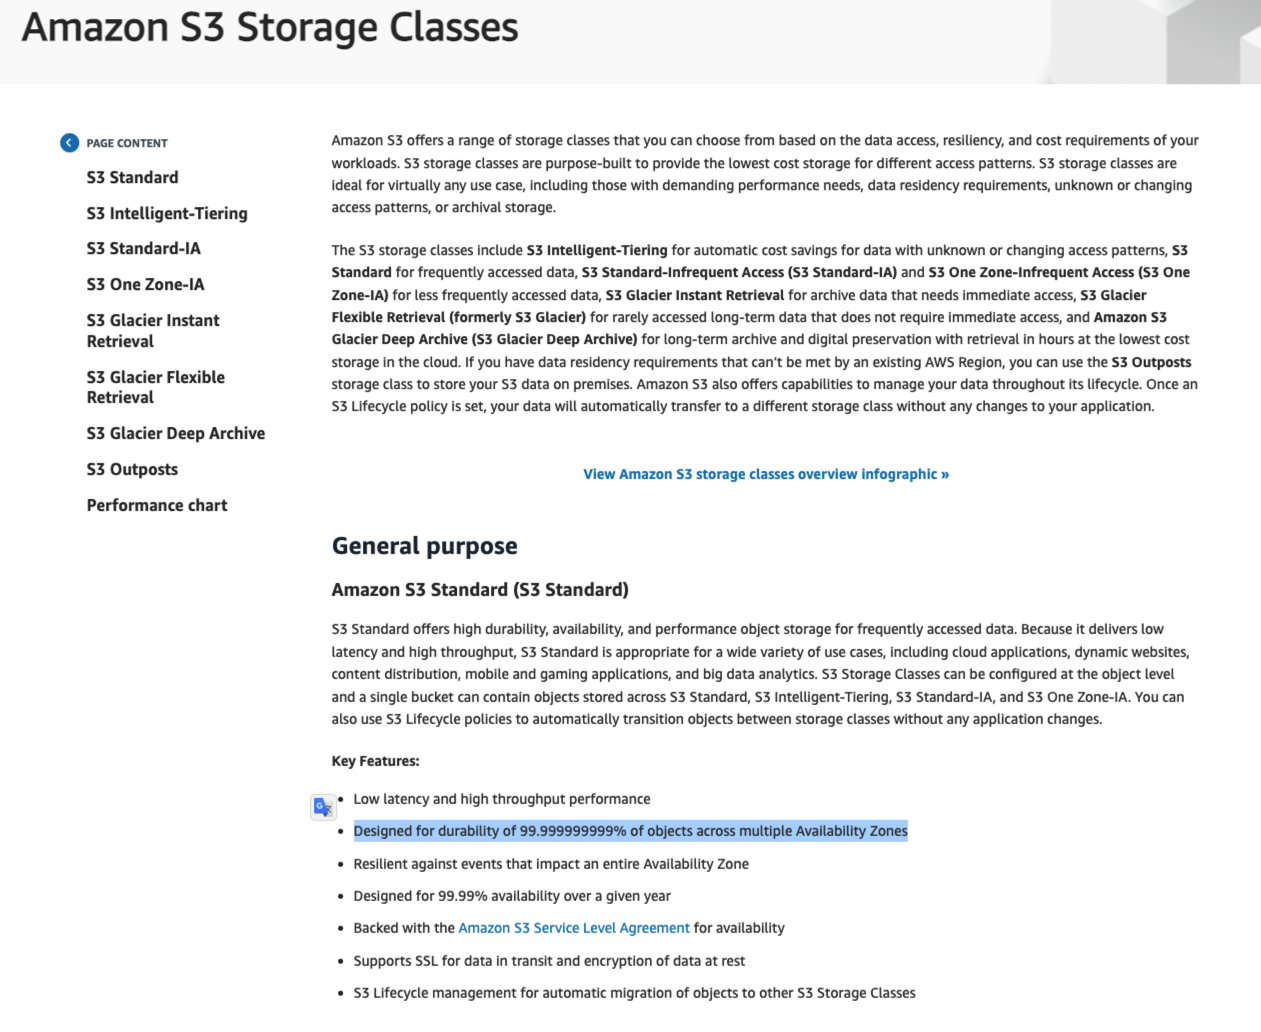 Amazon S3 Storage Classes
PAGE CONTENT
S3 Standard
S3 Intelligent-Tiering
S3 Standard-IA
S3 One Zone-IA
S3 Glacier Instant
Retrieval
S3 Glacier Flexible
Retrieval
S3 Glacier Deep Archive
S3 Outposts
Performance chart
Amazon S3 offers a range of storage classes that you can choose from based on the data access, resiliency, and cost requirements of your
workloads. S3 storage classes are purpose-built to provide the lowest cost storage for different access patterns. S3 storage classes are
ideal for virtually any use case, including those with demanding performance needs, data residency requirements, unknown or changing
access patterns, or archival storage.
The S3 storage classes include S3 Intelligent-Tiering for automatic cost savings for data with unknown or changing access patterns, S3
Standard for frequently accessed data, S3 Standard-Infrequent Access (S3 Standard-IA) and S3 One Zone-Infrequent Access (S3 One
Zone-IA) for less frequently accessed data, S3 Glacier Instant Retrieval for archive data that needs immediate access, S3 Glacier
Flexible Retrieval (formerly S3 Glacier) for rarely accessed long-term data that does not require immediate access, and Amazon S3
Glacier Deep Archive (S3 Glacier Deep Archive) for long-term archive and digital preservation with retrieval in hours at the lowest cost
storage in the cloud. If you have data residency requirements that can't be met by an existing AWS Region, you can use the S3 Outposts
storage class to store your S3 data on premises. Amazon S3 also offers capabilities to manage your data throughout its lifecycle. Once an
S3 Lifecycle policy is set, your data will automatically transfer to a different storage class without any changes to your application.
View Amazon S3 storage classes overview infographic »
General purpose
Amazon S3 Standard (S3 Standard)
S3 Standard offers high durability, availability, and performance object storage for frequently accessed data. Because it delivers low
latency and high throughput, S3 Standard is appropriate for a wide variety of use cases, including cloud applications, dynamic websites,
content distribution, mobile and gaming applications, and big data analytics. S3 Storage Classes can be configured at the object level
and a single bucket can contain objects stored across S3 Standard, S3 Intelligent-Tiering, S3 Standard-IA, and S3 One Zone-IA. You can
also use S3 Lifecycle policies to automatically transition objects between storage classes without any application changes.
Key Features:
• Low latency and high throughput performance
• Designed for durability of 99.999999999% of objects across multiple Availability Zones
• Resilient against events that impact an entire Availability Zone
• Designed for 99.99% availability over a given year
• Backed with the Amazon S3 Service Level Agreement for availability
• Supports SSL for data in transit and encryption of data at rest
• S3 Lifecycle management for automatic migration of objects to other S3 Storage Classes